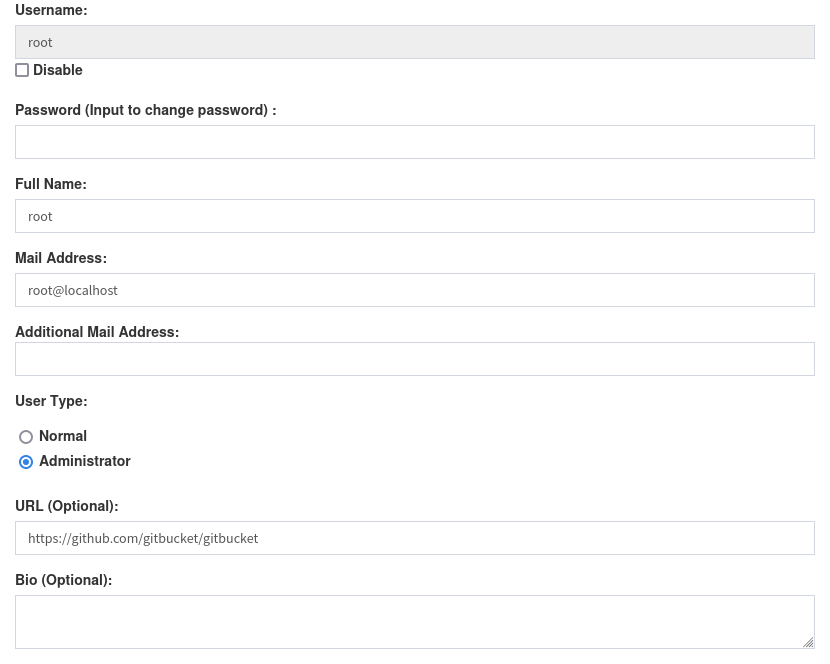 Username:
root
Disable
Password (Input to change password) :
Full Name:
root
Mail Address:
root@localhost
Additional Mail Address:
User Type:
Normal
Administrator
URL (Optional):
https://github.com/gitbucket/gitbucket
Bio (Optional):